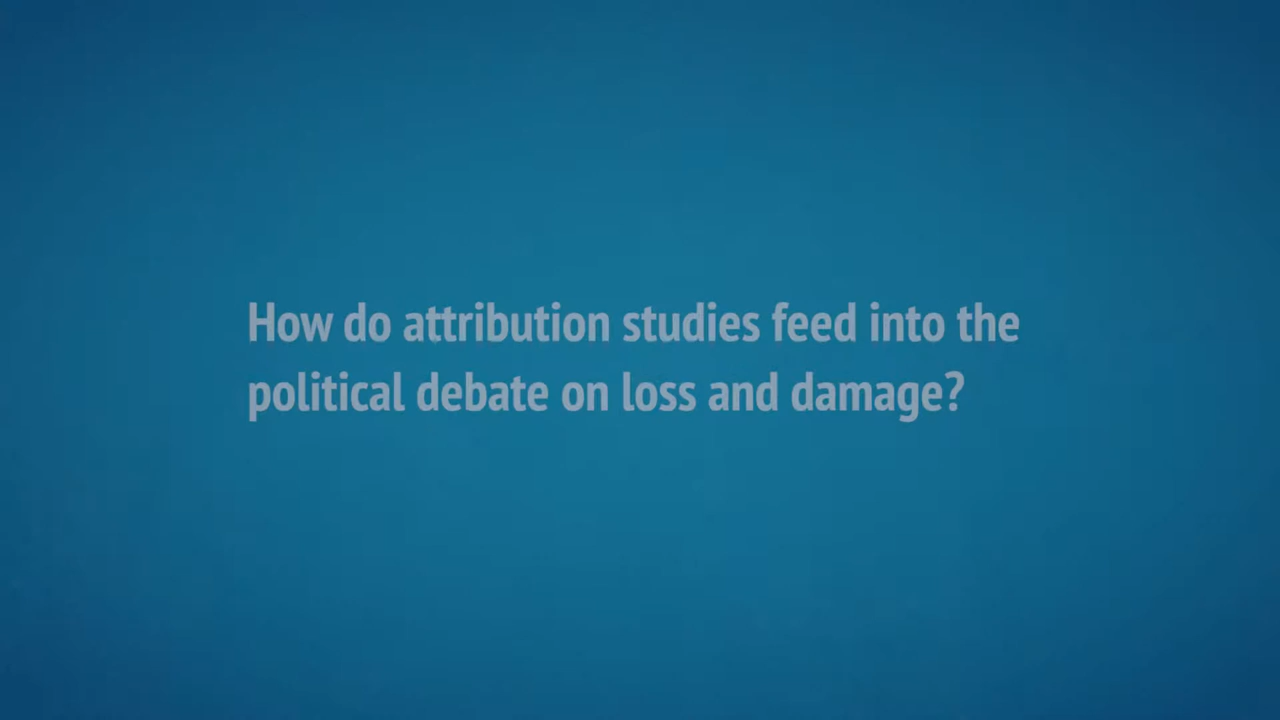 How do attribution studies feed into the
political debate on loss and damage?